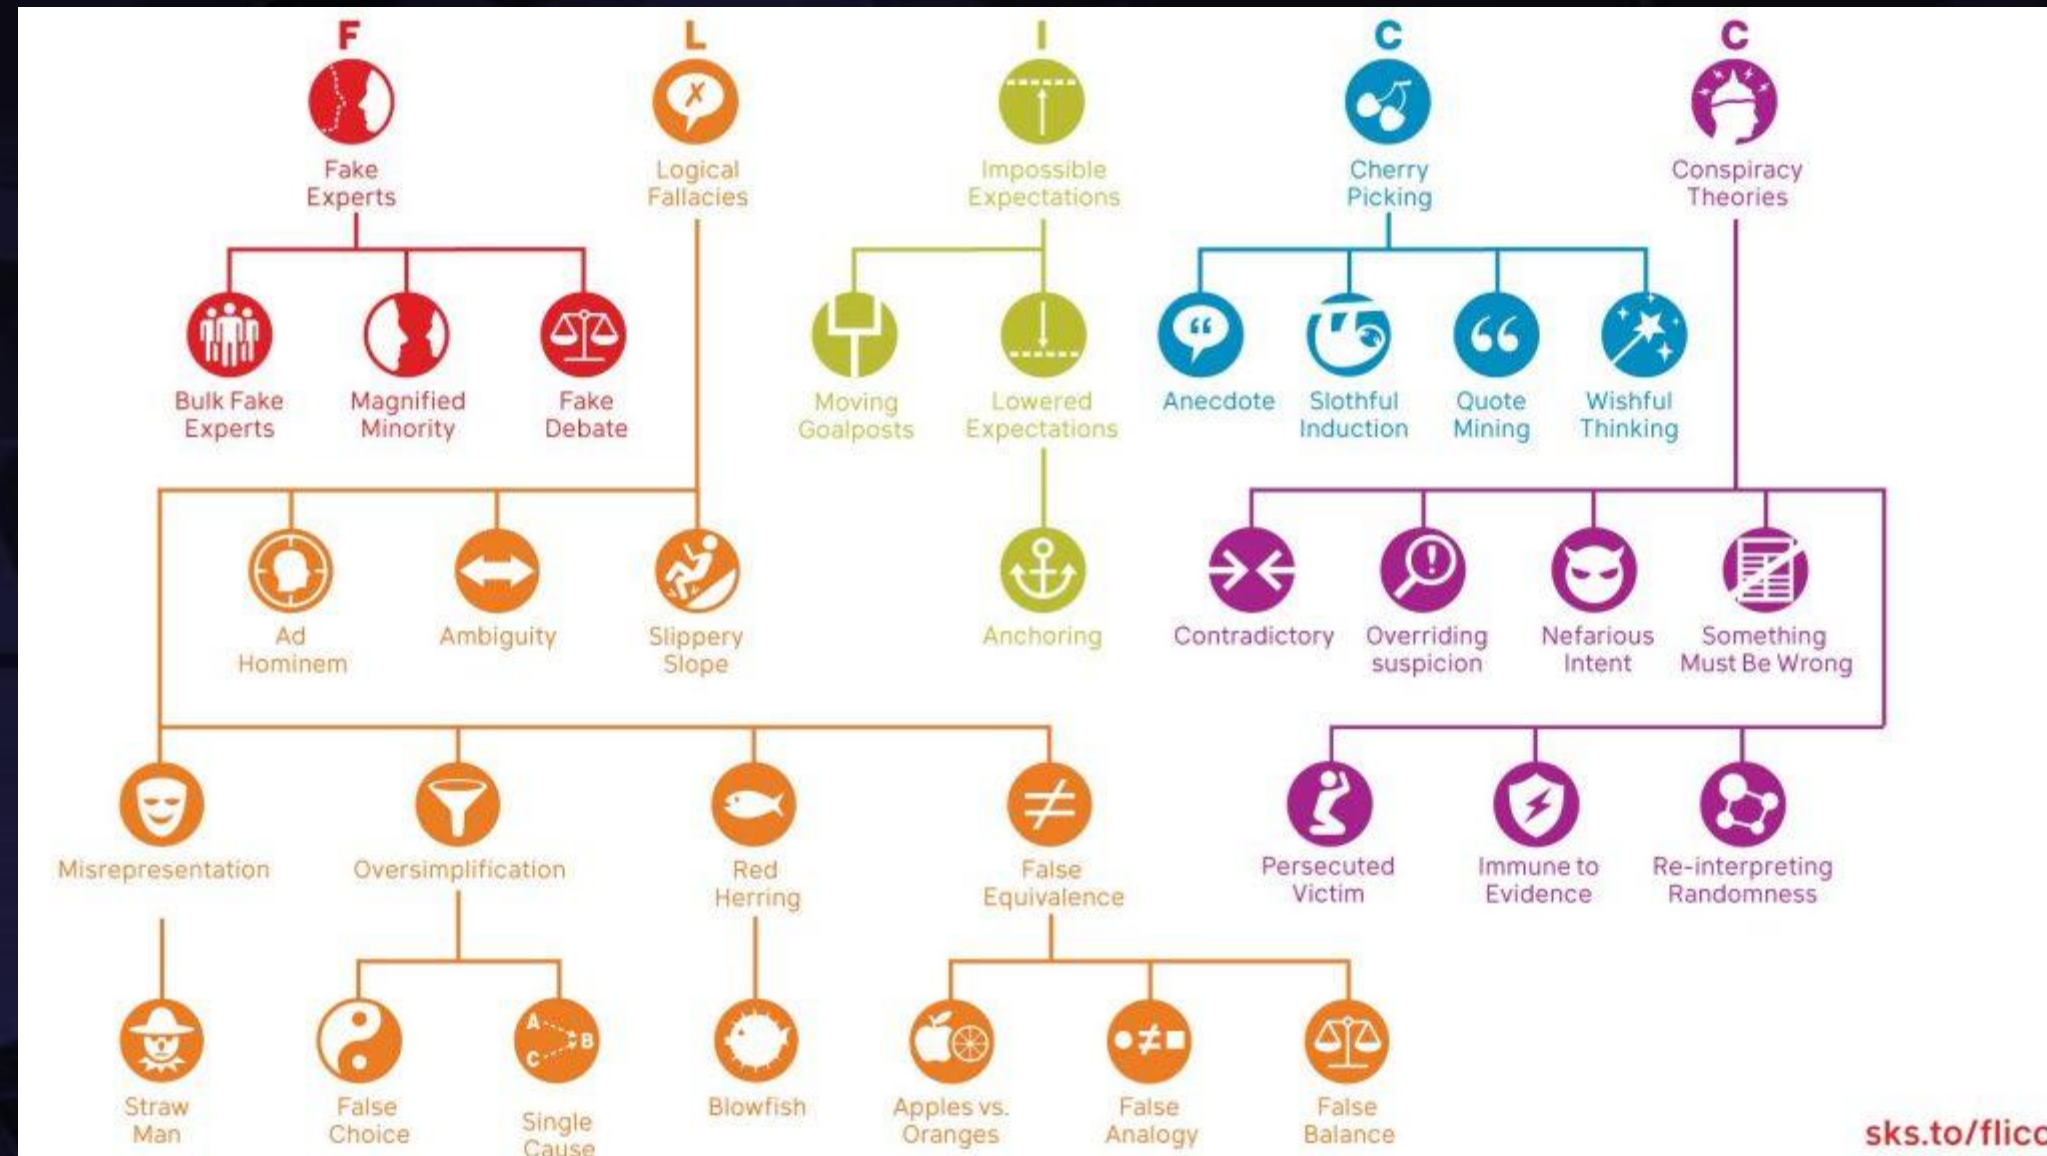 F
L
I
C
C
Fake
Experts
Logical
Fallacies
Impossible
Expectations
Cherry
Picking
Conspiracy
Theories
Bulk Fake
Experts
Magnified
Minority
Fake
Debate
Moving
Goalposts
Lowered
Expectations
Anecdote
Slothful
Induction
Quote
Mining
Wishful
Thinking
Ad
Hominem
Ambiguity
Slippery
Slope
Anchoring
Contradictory
Overriding
suspicion
Nefarious
Intent
Something
Must Be Wrong
Misrepresentation
Oversimplification
Red
Herring
False
Equivalence
Persecuted
Victim
Immune to
Evidence
Re-interpreting
Randomness
Straw
Man
False
Choice
A
B
C
Single
Cause
Blowfish
Apples vs.
Oranges
False
Analogy
False
Balance
sks.to/flicc